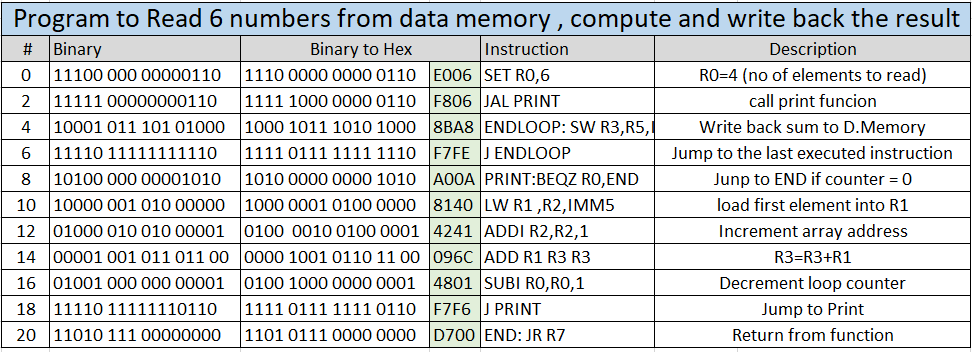 Program to Read 6 numbers from data memory , compute and write back the result
# Binary Binary to Hex Instruction Description
0 11100 000 00000110 1110 0000 0000 0110 E006 SET R0,6 R0=4 (no of elements to read)
2 11111 00000000110 1111 1000 0000 0110 F806 JAL PRINT call print funcion
4 10001 011 101 01000 1000 1011 1010 1000 8BA8 ENDLOOP: SW R3,R5,I Write back sum to D.Memory
6 11110 11111111110 1111 0111 1111 1110 F7FE J ENDLOOP Jump to the last executed instruction
8 10100 000 00001010 1010 0000 0000 1010 A00A PRINT:BEQZ R0,END Junp to END if counter = 0
10 10000 001 010 00000 1000 0001 0100 0000 8140 LW R1 ,R2,IMM5 load first element into R1
12 01000 010 010 00001 0100 0010 0100 0001 4241 ADDI R2,R2,1 Increment array address
14 00001 001 011 011 00 0000 1001 0110 11 00 096C ADD R1 R3 R3 R3=R3+R1
16 01001 000 000 00001 0100 1000 0000 0001 4801 SUBI R0,R0,1 Decrement loop counter
18 11110 11111110110 1111 0111 1111 0110 F7F6 J PRINT Jump to Print
20 11010 111 00000000 1101 0111 0000 0000 D700 END: JR R7 Return from function